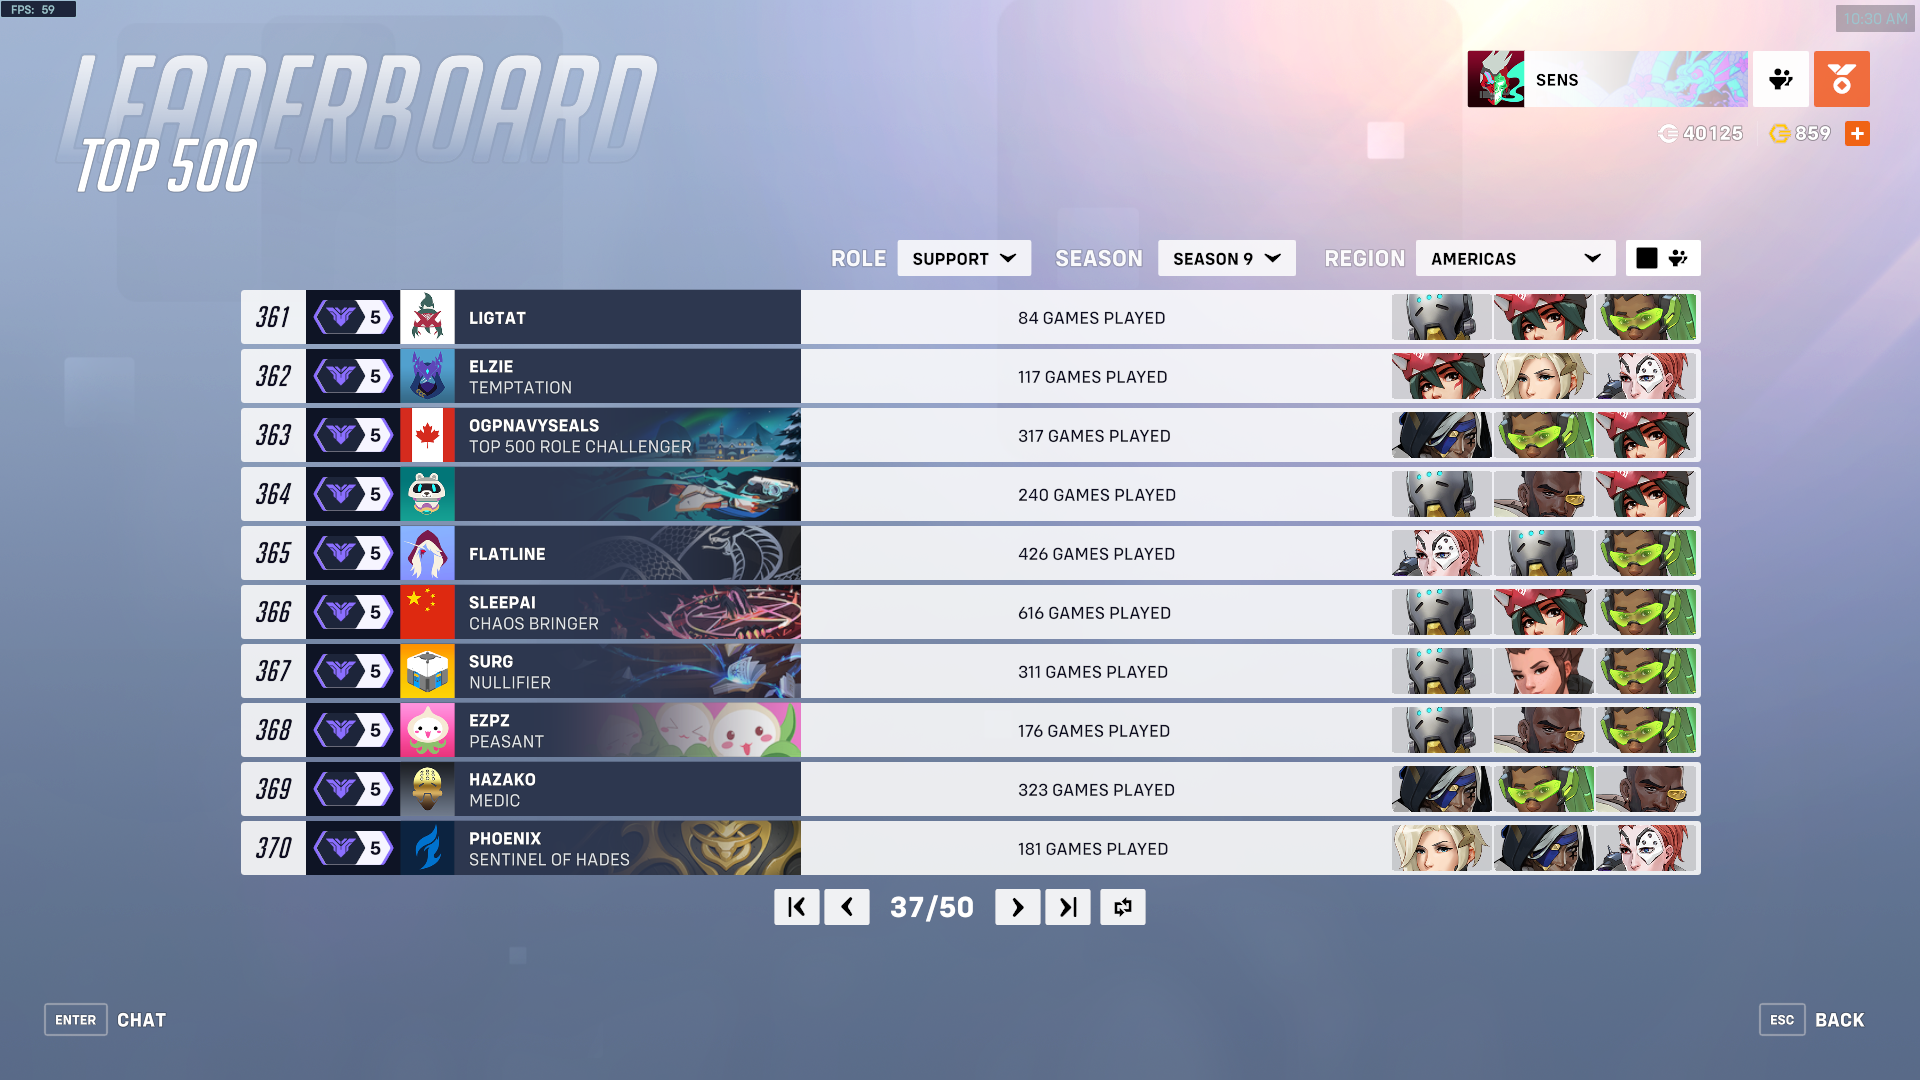 FPS: 59
10:30 AM
LEADERBOARD
TOP 500
SENS
40125 859
ROLE SUPPORT SEASON SEASON 9 REGION AMERICAS
361 5 LIGTAT 84 GAMES PLAYED
362 5 ELZIE 117 GAMES PLAYED
TEMPTATION
363 5 OGPNAVYSEALS 317 GAMES PLAYED
TOP 500 ROLE CHALLENGER
364 5 240 GAMES PLAYED
365 5 FLATLINE 426 GAMES PLAYED
366 5 SLEEPAI 616 GAMES PLAYED
CHAOS BRINGER
367 5 SURG 311 GAMES PLAYED
NULLIFIER
368 5 EZPZ 176 GAMES PLAYED
PEASANT
369 5 HAZAKO 323 GAMES PLAYED
MEDIC
370 5 PHOENIX 181 GAMES PLAYED
SENTINEL OF HADES
37/50
ENTER CHAT
ESC BACK